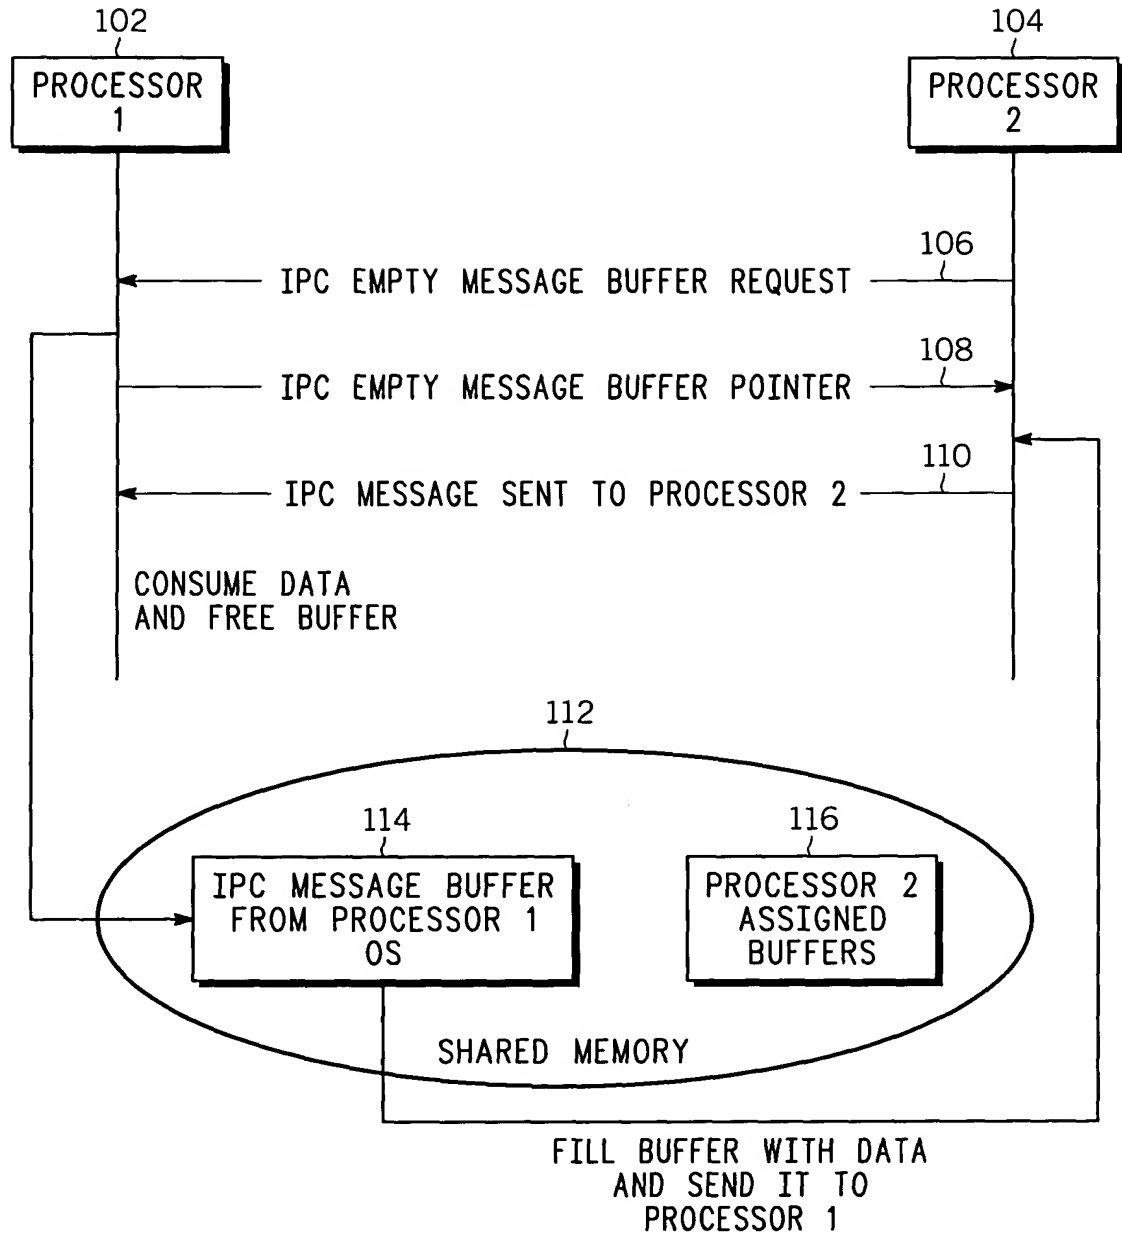 102
104
PROCESSOR
1
PROCESSOR
2
106
IPC EMPTY MESSAGE BUFFER REQUEST
108
IPC EMPTY MESSAGE BUFFER POINTER
110
IPC MESSAGE SENT TO PROCESSOR 2
CONSUME DATA
AND FREE BUFFER
112
114
116
IPC MESSAGE BUFFER
FROM PROCESSOR 1
OS
PROCESSOR 2
ASSIGNED
BUFFERS
SHARED MEMORY
FILL BUFFER WITH DATA
AND SEND IT TO
PROCESSOR 1